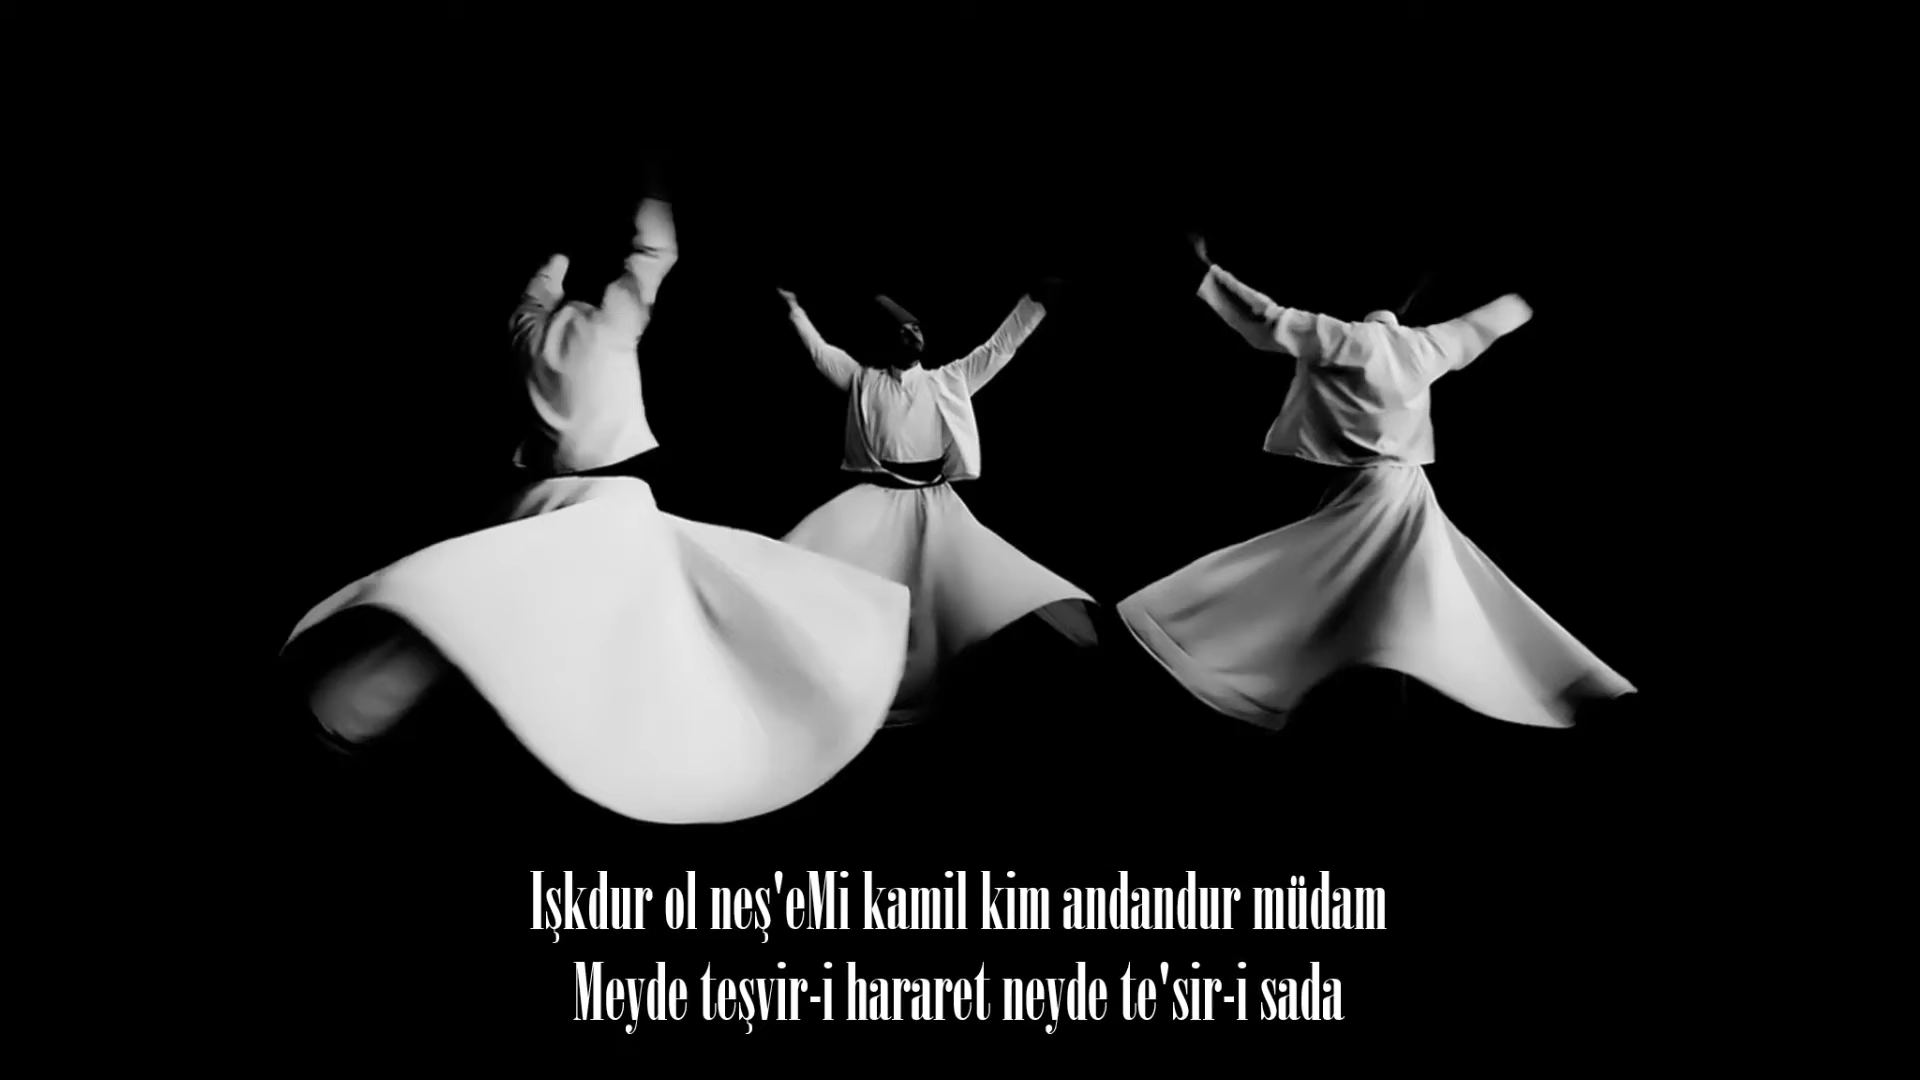 Işkdur ol neş'eMi kamil kim andandur müdam
Meyde teşvir-i hararet neyde te'sir-i sada